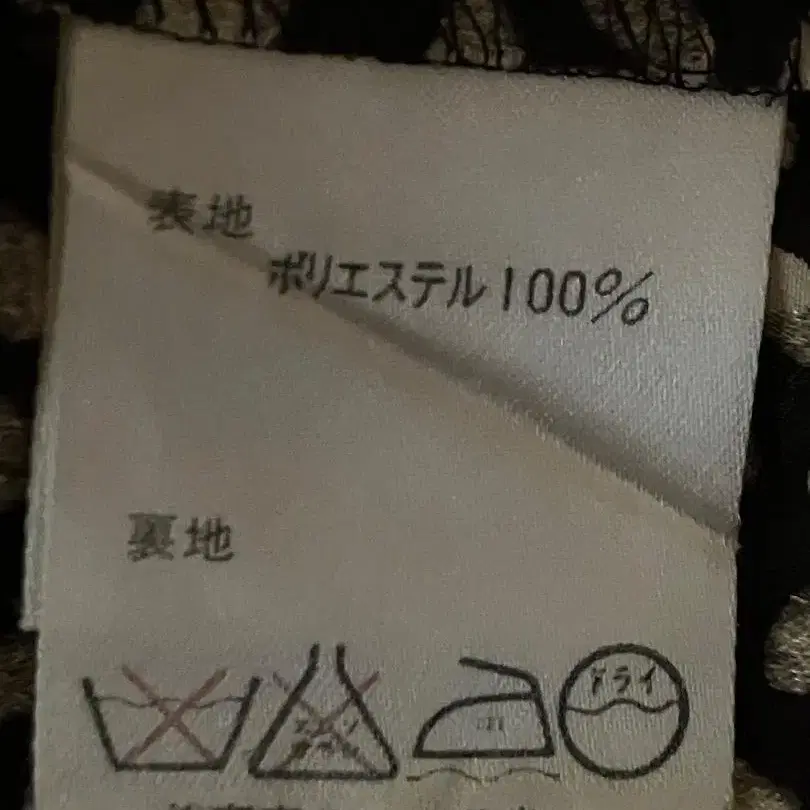 表地
ポリエステル100%
裏地
ドライ